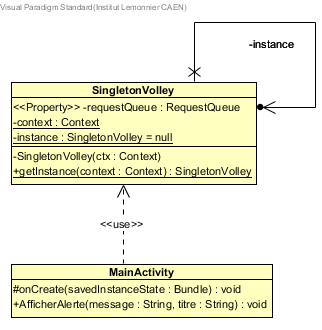 Visual Paradigm Standard(Institut Lemonnier CAEN)
-instance
SingletonVolley
<<Property>> -requestQueue : RequestQueue
-context : Context
-instance : SingletonVolley = null
-SingletonVolley(ctx : Context)
+getInstance(context : Context) : SingletonVolley
<<use>>
MainActivity
#onCreate(savedInstanceState : Bundle) : void
+AfficherAlerte(message : String, titre : String) : void